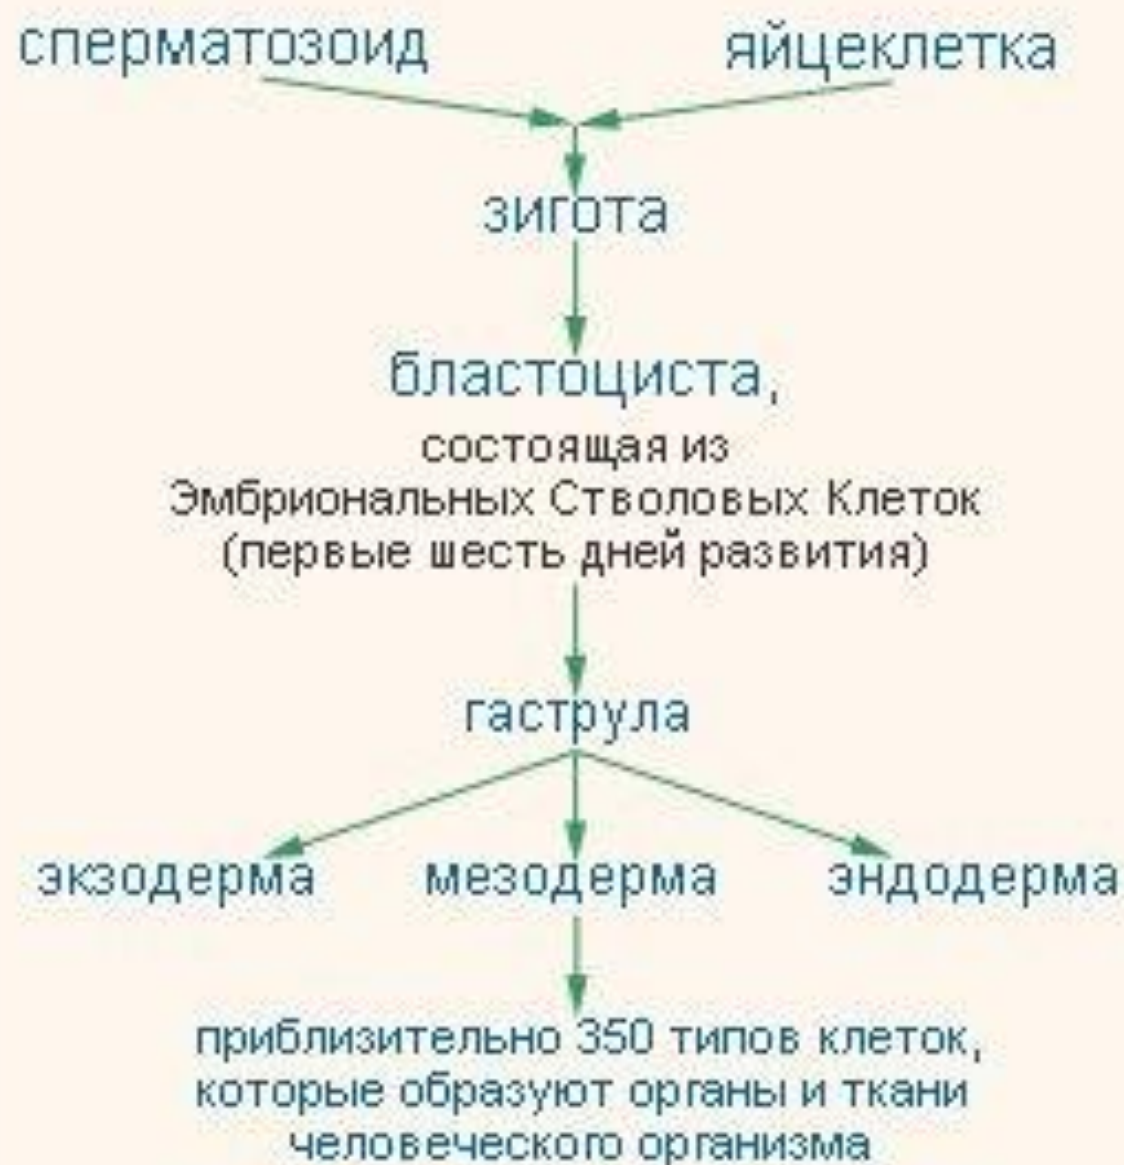 сперматозоид яйцеклетка
зигота
бластоциста,
состоящая из
Эмбриональных Стволовых Клеток
(первые шесть дней развития)
гаструла
экзодерма мезодерма эндодерма
приблизительно 350 типов клеток,
которые образуют органы и ткани
человеческого организма